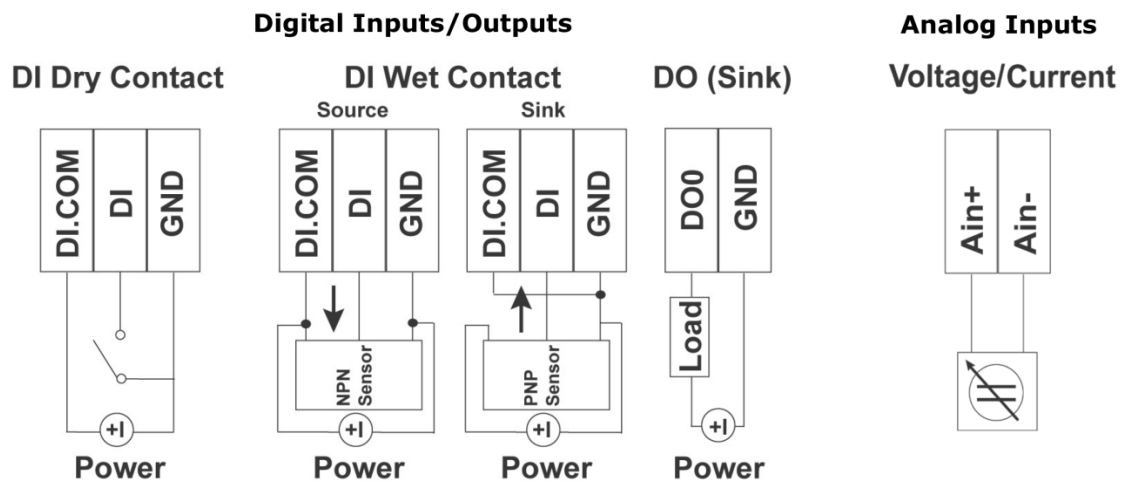 Digital Inputs/Outputs
Analog Inputs
DI Dry Contact
DI Wet Contact
DO (Sink)
Voltage/Current
Source
Sink
DI.COM
DI
GND
DI.COM
DI
GND
DI.COM
DI
GND
DO0
GND
Ain+
Ain-
NPN
Sensor
PNP
Sensor
Load
Power
Power
Power
Power